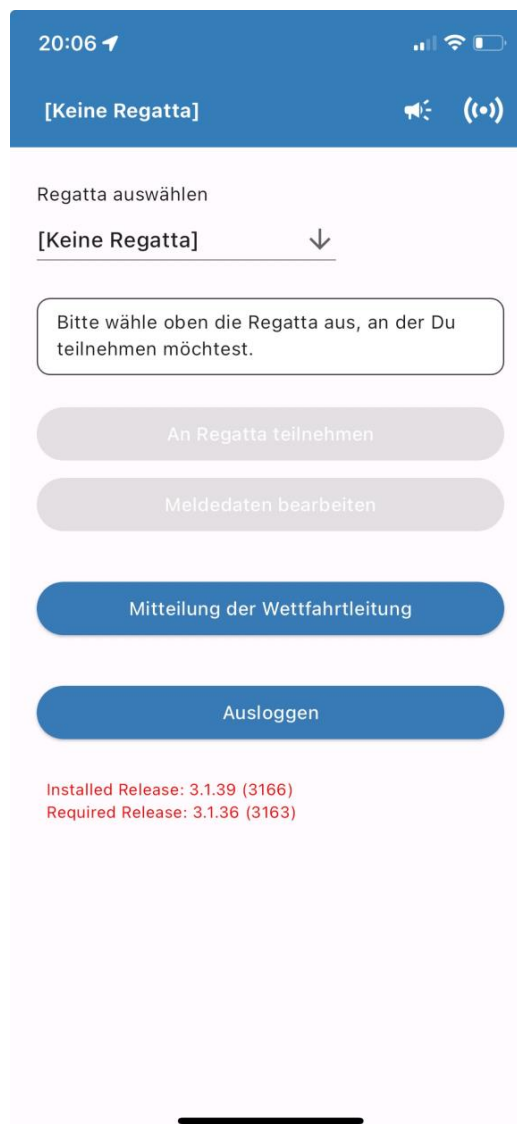 20:06
[Keine Regatta]
Regatta auswählen
[Keine Regatta]
Bitte wähle oben die Regatta aus, an der Du
teilnehmen möchtest.
An Regatta teilnehmen
Meldedaten bearbeiten
Mitteilung der Wettfahrtleitung
Ausloggen
Installed Release: 3.1.39 (3166)
Required Release: 3.1.36 (3163)